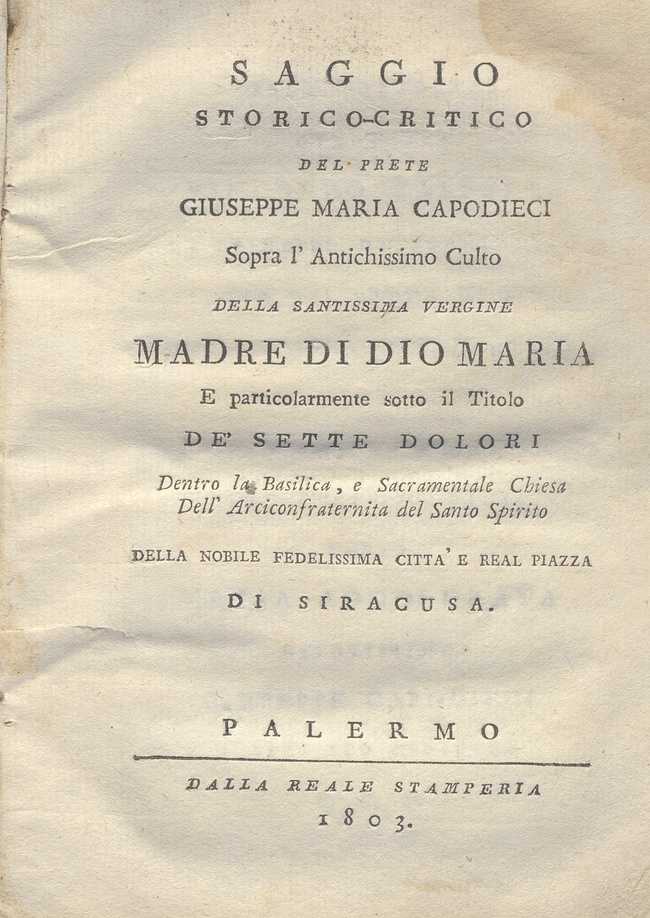 SAGGIO
STORICO-CRITICO
DEL PRETE
GIUSEPPE MARIA CAPODIECI
Sopra l' Antichissimo Culto
DELLA SANTISSIMA VERGINE
MADRE DI DIO MARIA
E particolarmente sotto il Titolo
DE' SETTE DOLORI
Dentro la Basilica, e Sacramentale Chiesa
Dell' Arciconfraternita del Santo Spirito
DELLA NOBILE FEDELISSIMA CITTA' E REAL PIAZZA
DI SIRACUSA.
PALERMO
DALLA REALE STAMPERIA
1803.